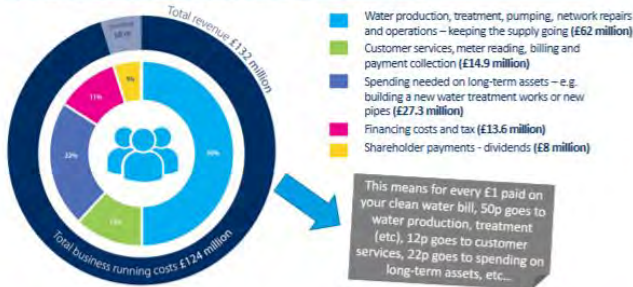 Total revenue £132 million
Total business running costs £124 million
11%
22%
50%
Water production, treatment, pumping, network repairs
and operations – keeping the supply going (£62 million)
Customer services, meter reading, billing and
payment collection (£14.9 million)
Spending needed on long-term assets – e.g.
building a new water treatment works or new
pipes (£27.3 million)
Financing costs and tax (£13.6 million)
Shareholder payments - dividends (£8 million)
This means for every £1 paid on
your clean water bill, 50p goes to
water production, treatment
(etc), 12p goes to customer
services, 22p goes to spending on
long-term assets, etc...